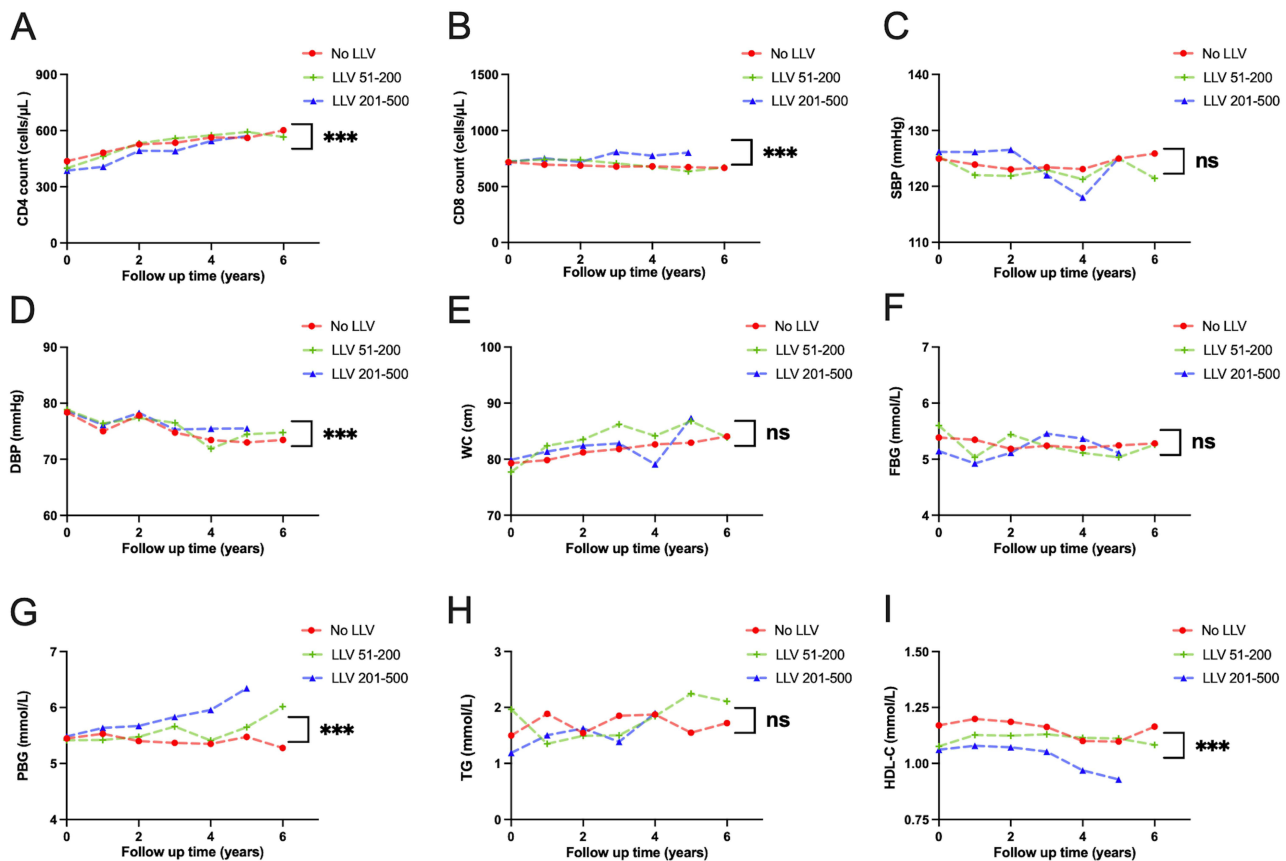 A
No LLV
LLV 51-200
LLV 201-500
CD4 count (cells/μL)
900
600
300
0
***
0 2 4 6
Follow up time (years)
B
No LLV
LLV 51-200
LLV 201-500
CD8 count (cells/μL)
1500
1000
500
0
***
0 2 4 6
Follow up time (years)
C
No LLV
LLV 51-200
LLV 201-500
SBP (mmHg)
140
130
120
110
ns
0 2 4 6
Follow up time (years)
D
No LLV
LLV 51-200
LLV 201-500
DBP (mmHg)
90
80
70
60
***
0 2 4 6
Follow up time (years)
E
No LLV
LLV 51-200
LLV 201-500
WC (cm)
100
90
80
70
ns
0 2 4 6
Follow up time (years)
F
No LLV
LLV 51-200
LLV 201-500
FBG (mmol/L)
7
6
5
4
ns
0 2 4 6
Follow up time (years)
G
No LLV
LLV 51-200
LLV 201-500
PBG (mmol/L)
7
6
5
4
***
0 2 4 6
Follow up time (years)
H
No LLV
LLV 51-200
LLV 201-500
TG (mmol/L)
3
2
1
0
ns
0 2 4 6
Follow up time (years)
I
No LLV
LLV 51-200
LLV 201-500
HDL-C (mmol/L)
1.50
1.25
1.00
0.75
***
0 2 4 6
Follow up time (years)